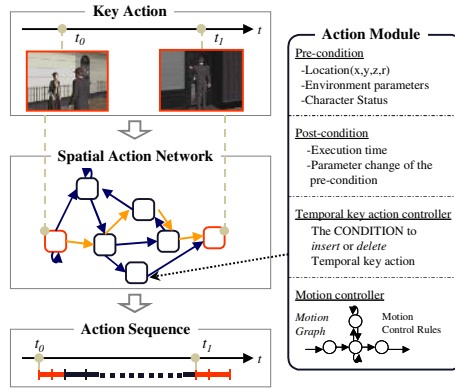 Key Action
t0 t1 t
Spatial Action Network
Action Sequence
t0 t1 t
Action Module
Pre-condition
-Location(x,y,z,r)
-Environment parameters
-Character Status
Post-condition
-Execution time
-Parameter change of the
pre-condition
Temporal key action controller
The CONDITION to
insert or delete
Temporal key action
Motion controller
Motion
Graph
Motion
Control Rules